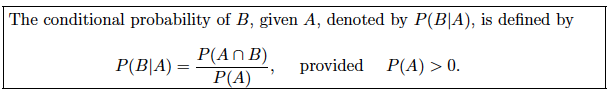 The conditional probability of B, given A, denoted by P(B|A), is defined by
P(B|A) = P(A ∩ B) / P(A), provided P(A) > 0.